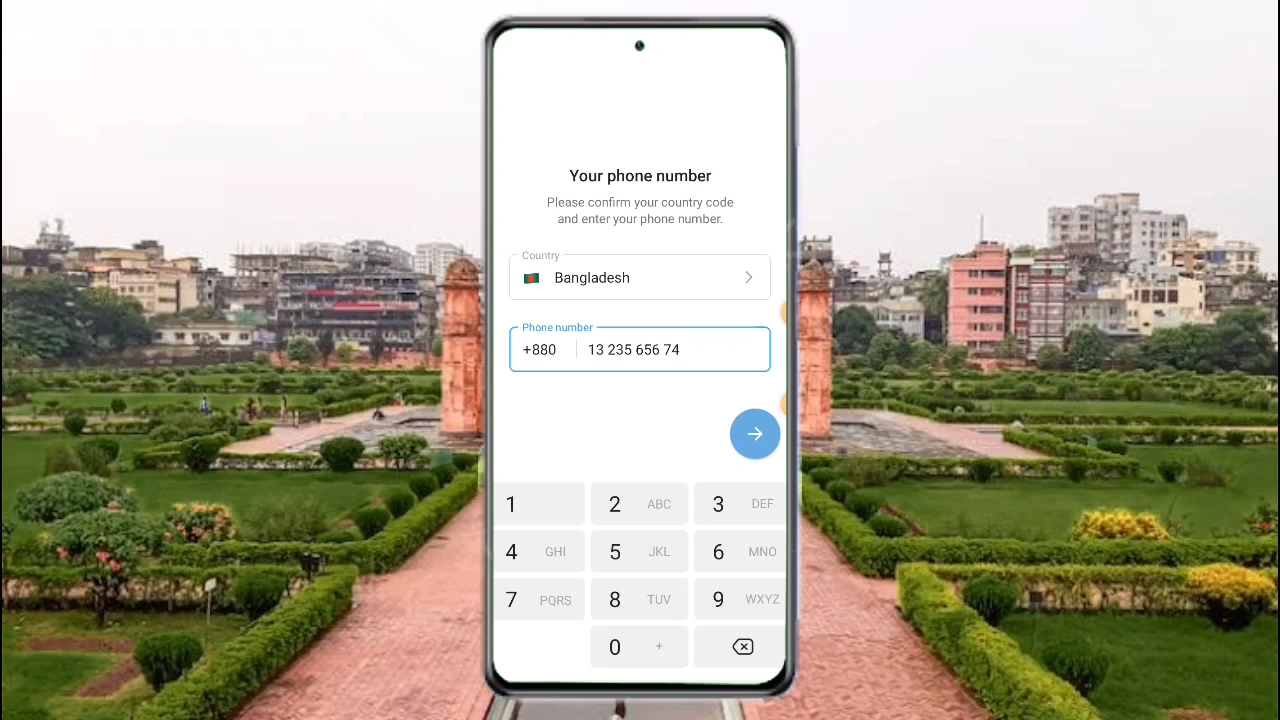 Your phone number
Please confirm your country code
and enter your phone number.
Country
Bangladesh
Phone number
+880 13 235 656 74
1 2 ABC 3 DEF
4 GHI 5 JKL 6 MNO
7 PQRS 8 TUV 9 WXYZ
0 +